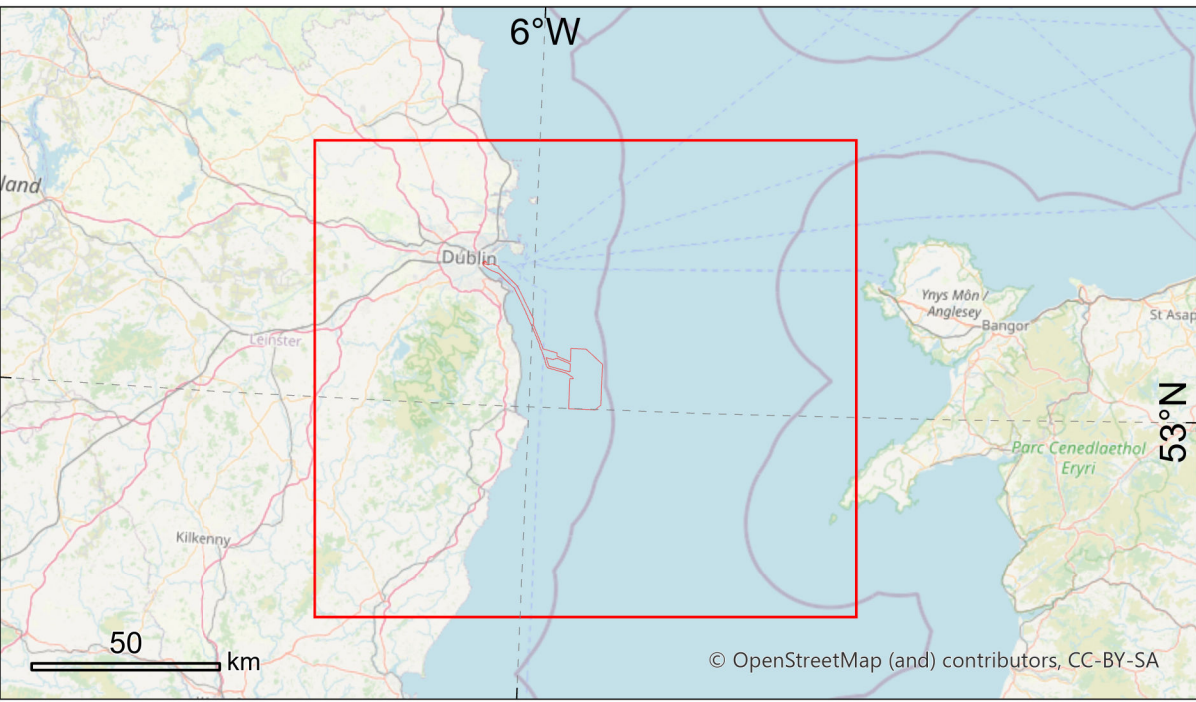 6°W
land
Dublin
Ynys Môn /
Anglesey
Bangor
St Asap
Leinster
53°N
Parc Cenedlaethol
Eryri
Kilkenny
50
km
© OpenStreetMap (and) contributors, CC-BY-SA